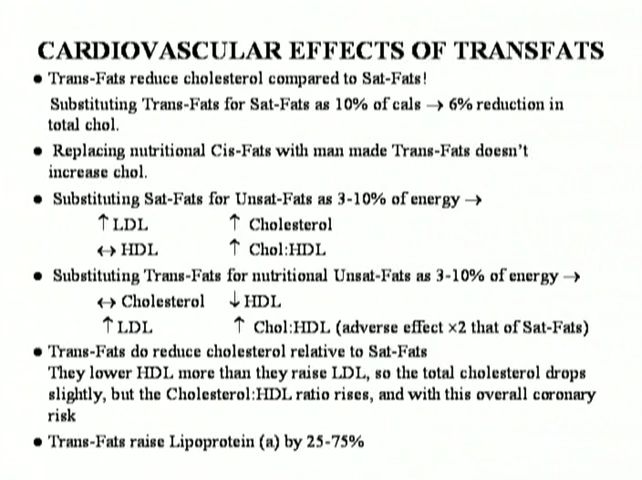 CARDIOVASCULAR EFFECTS OF TRANSFATS
● Trans-Fats reduce cholesterol compared to Sat-Fats!
Substituting Trans-Fats for Sat-Fats as 10% of cals → 6% reduction in
total chol.
● Replacing nutritional Cis-Fats with man made Trans-Fats doesn't
increase chol.
● Substituting Sat-Fats for Unsat-Fats as 3-10% of energy →
↑ LDL ↑ Cholesterol
↔ HDL ↑ Chol:HDL
● Substituting Trans-Fats for nutritional Unsat-Fats as 3-10% of energy →
↔ Cholesterol ↓ HDL
↑ LDL ↑ Chol:HDL (adverse effect ×2 that of Sat-Fats)
● Trans-Fats do reduce cholesterol relative to Sat-Fats
They lower HDL more than they raise LDL, so the total cholesterol drops
slightly, but the Cholesterol:HDL ratio rises, and with this overall coronary
risk
● Trans-Fats raise Lipoprotein (a) by 25-75%